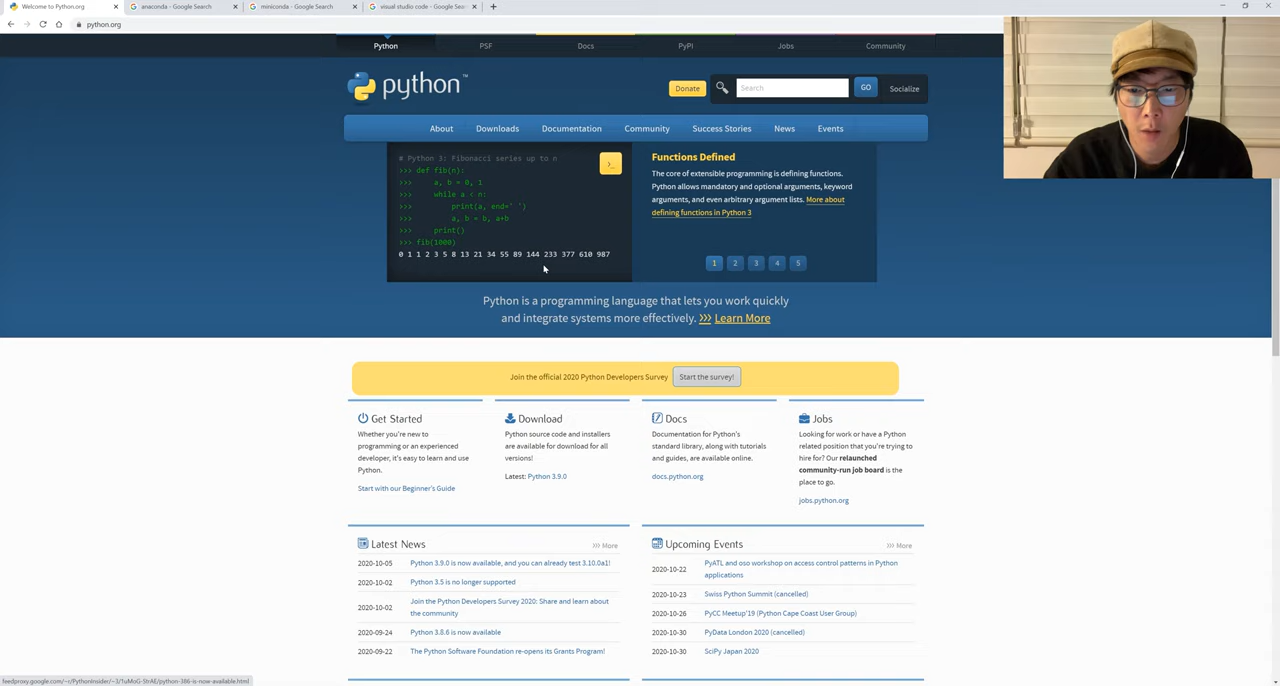 Welcome to Python.org
anaconda - Google Search
miniconda - Google Search
visual studio code - Google Sea
python.org
Python
PSF
Docs
PyPI
Jobs
Community
python™
Donate
Search
GO
Socialize
About
Downloads
Documentation
Community
Success Stories
News
Events
# Python 3: Fibonacci series up to n
>>> def fib(n):
>>>     a, b = 0, 1
>>>     while a < n:
>>>         print(a, end=' ')
>>>         a, b = b, a+b
>>>     print()
>>> fib(1000)
0 1 1 2 3 5 8 13 21 34 55 89 144 233 377 610 987
>_
Functions Defined
The core of extensible programming is defining functions.
Python allows mandatory and optional arguments, keyword
arguments, and even arbitrary argument lists. More about
defining functions in Python 3
1 2 3 4 5
Python is a programming language that lets you work quickly
and integrate systems more effectively. >>> Learn More
Join the official 2020 Python Developers Survey Start the survey!
Get Started
Whether you're new to
programming or an experienced
developer, it's easy to learn and use
Python.
Start with our Beginner's Guide
Download
Python source code and installers
are available for download for all
versions!
Latest: Python 3.9.0
Docs
Documentation for Python's
standard library, along with tutorials
and guides, are available online.
docs.python.org
Jobs
Looking for work or have a Python
related position that you're trying to
hire for? Our relaunched
community-run job board is the
place to go.
jobs.python.org
Latest News
>>> More
2020-10-05 Python 3.9.0 is now available, and you can already test 3.10.0a1!
2020-10-02 Python 3.5 is no longer supported
2020-10-02 Join the Python Developers Survey 2020: Share and learn about
the community
2020-09-24 Python 3.8.6 is now available
2020-09-22 The Python Software Foundation re-opens its Grants Program!
Upcoming Events
>>> More
2020-10-22 PyATL and oso workshop on access control patterns in Python
applications
2020-10-23 Swiss Python Summit (cancelled)
2020-10-26 PyCC Meetup'19 (Python Cape Coast User Group)
2020-10-30 PyData London 2020 (cancelled)
2020-10-30 SciPy Japan 2020